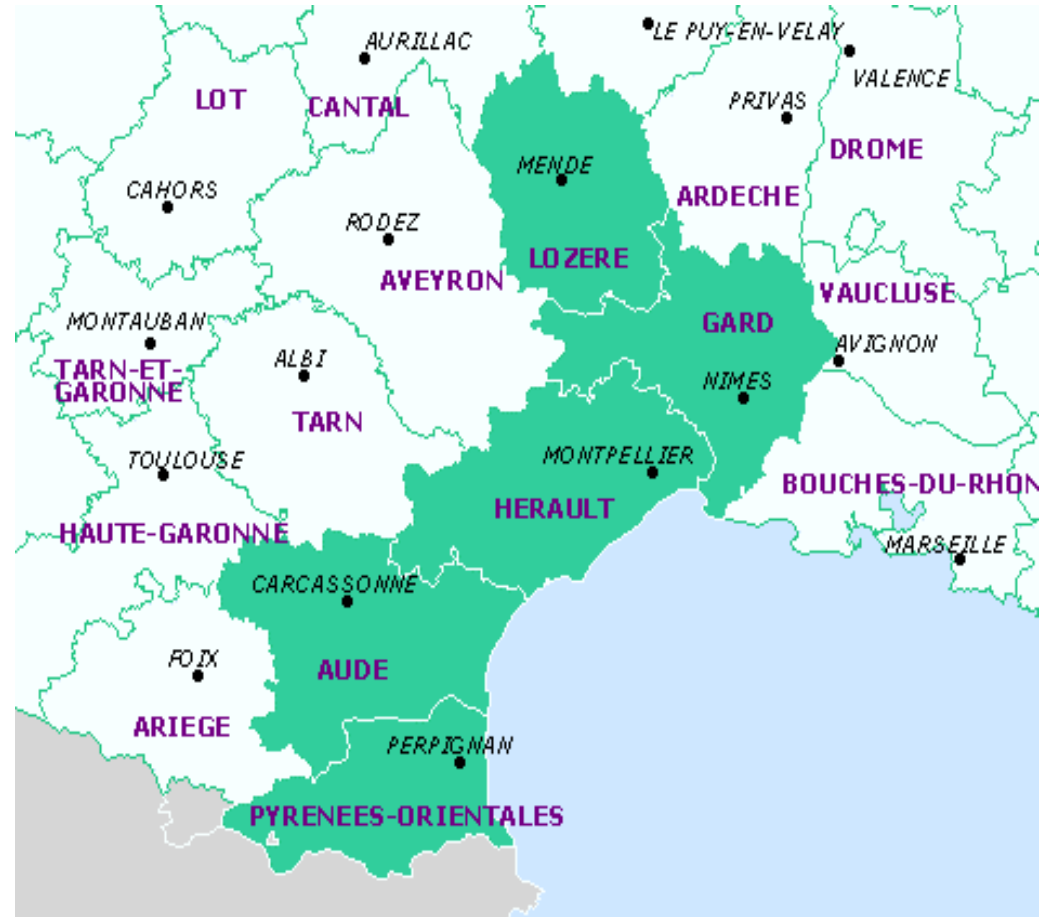 LE PUY-EN-VELAY
AURILLAC
VALENCE
LOT
CANTAL
PRIVAS
DROME
MENDE
CAHORS
ARDECHE
RODEZ
LOZERE
AVEYRON
VAUCLUSE
MONTAUBAN
GARD
AVIGNON
ALBI
TARN-ET-
GARONNE
NIMES
TARN
TOULOUSE
MONTPELLIER
BOUCHES-DU-RHON
HERAULT
HAUTE-GARONNE
MARSEILLE
CARCASSONNE
FOIX
AUDE
ARIEGE
PERPIGNAN
PYRENEES-ORIENTALES